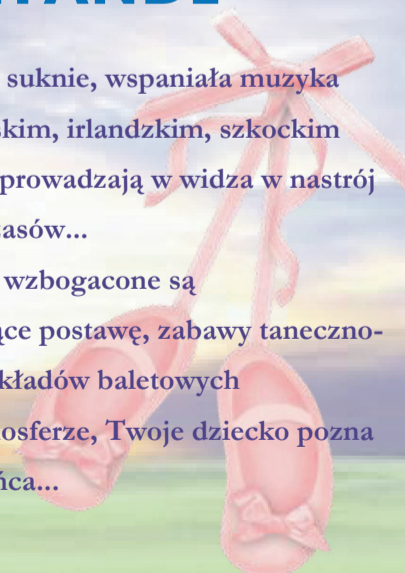 suknie, wspaniała muzyka
skim, irlandzkim, szkockim
prowadzają w widza w nastrój
asów...
wzbogacone są
ące postawę, zabawy taneczno-
kładów baletowych
osferze, Twoje dziecko pozna
ńca...